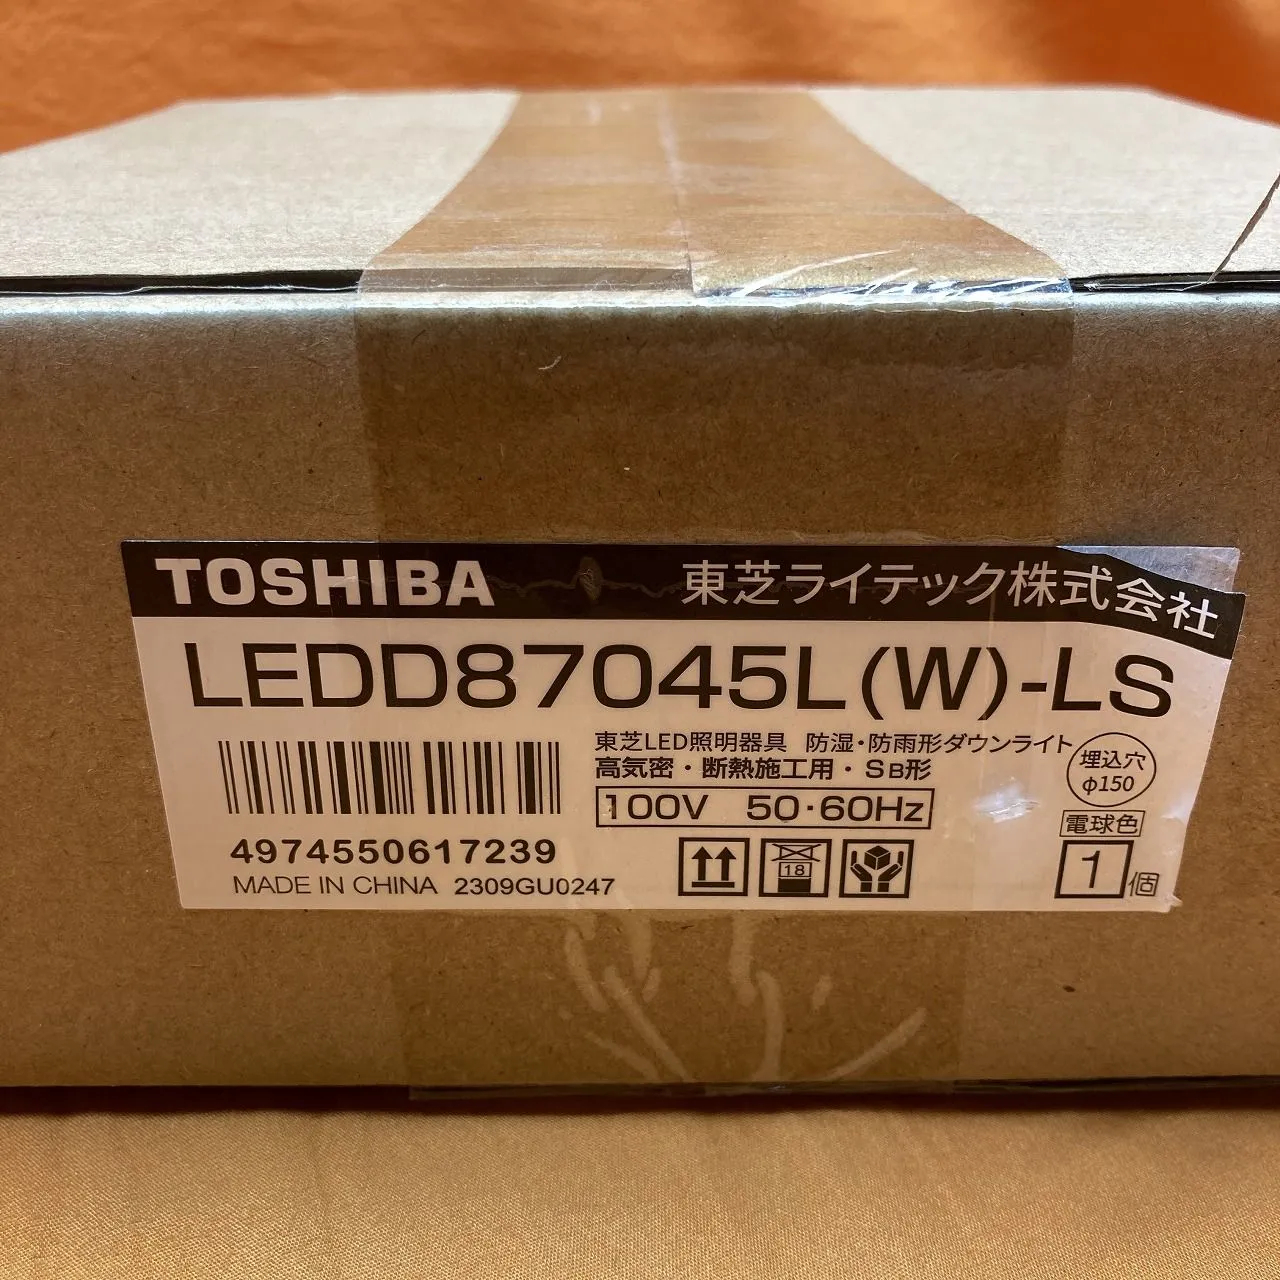 TOSHIBA 東芝ライテック株式会社
LEDD87045L(W)-LS
東芝LED照明器具 防湿・防雨形ダウンライト
高気密・断熱施工用・SB形
埋込穴
φ150
100V 50・60Hz
電球色
4974550617239
18
1個
MADE IN CHINA 2309GU0247